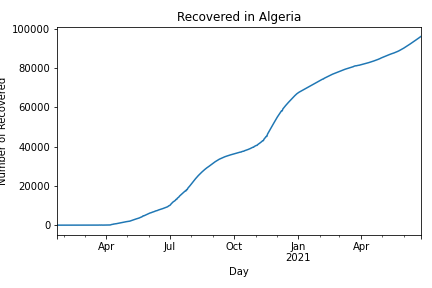 Recovered in Algeria
Number of Recovered
100000
80000
60000
40000
20000
0
Apr
Jul
Oct
Jan
2021
Apr
Day